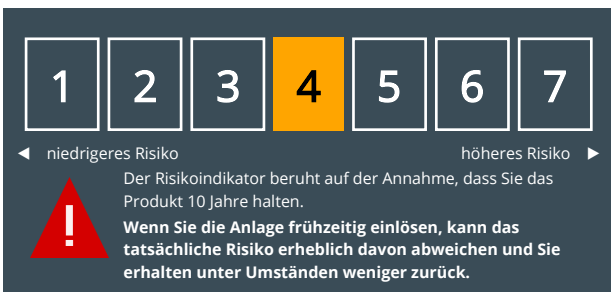 1 2 3 4 5 6 7
◄ niedrigeres Risiko höheres Risiko ►
Der Risikoindikator beruht auf der Annahme, dass Sie das
Produkt 10 Jahre halten.
Wenn Sie die Anlage frühzeitig einlösen, kann das
tatsächliche Risiko erheblich davon abweichen und Sie
erhalten unter Umständen weniger zurück.
!